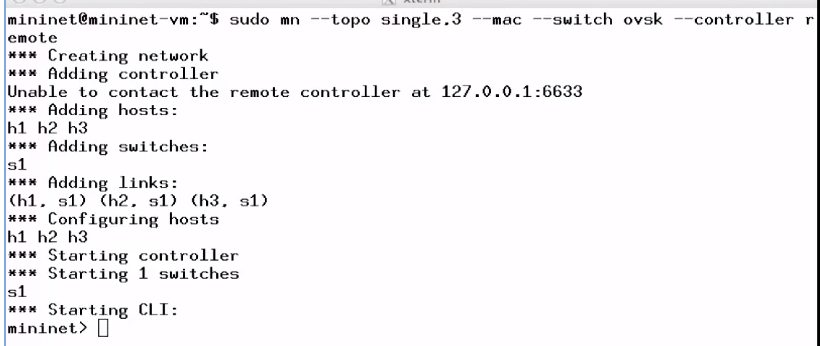 xterm
mininet@mininet-vm:~$ sudo mn --topo single,3 --mac --switch ovsk --controller r
emote
*** Creating network
*** Adding controller
Unable to contact the remote controller at 127.0.0.1:6633
*** Adding hosts:
h1 h2 h3
*** Adding switches:
s1
*** Adding links:
(h1, s1) (h2, s1) (h3, s1)
*** Configuring hosts
h1 h2 h3
*** Starting controller
*** Starting 1 switches
s1
*** Starting CLI:
mininet>